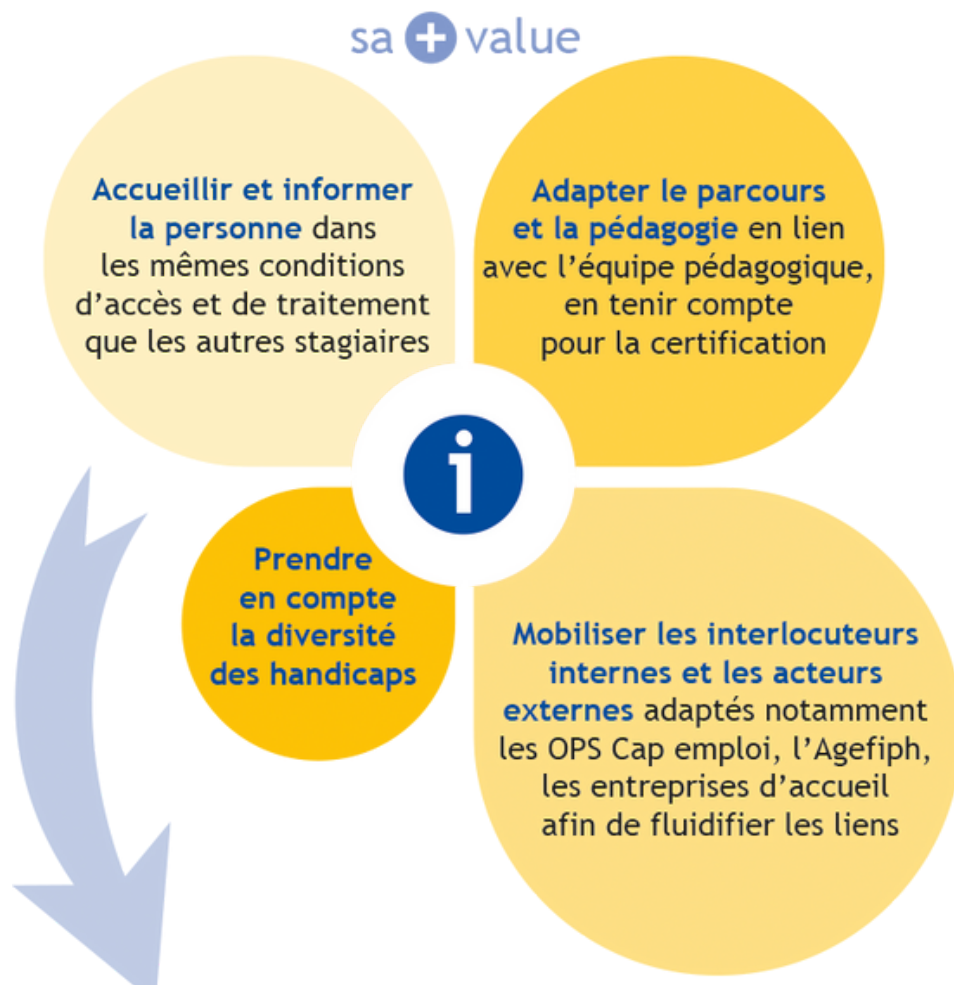 sa + value
Accueillir et informer
la personne dans
les mêmes conditions
d’accès et de traitement
que les autres stagiaires
Adapter le parcours
et la pédagogie en lien
avec l’équipe pédagogique,
en tenir compte
pour la certification
i
Prendre
en compte
la diversité
des handicaps
Mobiliser les interlocuteurs
internes et les acteurs
externes adaptés notamment
les OPS Cap emploi, l’Agefiph,
les entreprises d’accueil
afin de fluidifier les liens